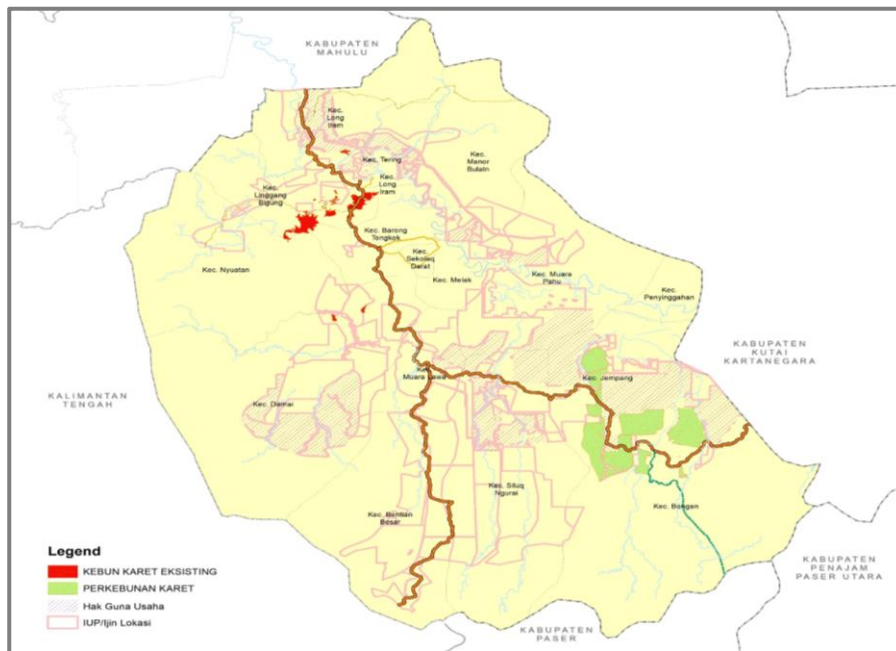 KABUPATEN
MAHULU
Kec.
Long
Iram
Kec. Tering
Kec.
Manor
Bulatn
Kec.
Long
Iram
Kec.
Linggang
Bigung
Kec. Barong
Tongkok
Kec.
Sekolaq
Darat
Kec. Nyuatan
Kec. Melak
Kec. Muara
Pahu
Kec.
Penyinggahan
KABUPATEN
KUTAI
KARTANEGARA
Kec.
Muara Lawa
Kec. Jempang
KALIMANTAN
TENGAH
Kec. Damai
Kec. Siluq
Ngurai
Kec. Bongan
Kec. Bentian
Besar
KABUPATEN
PENAJAM
PASER UTARA
KABUPATEN
PASER
Legend
KEBUN KARET EKSISTING
PERKEBUNAN KARET
Hak Guna Usaha
IUP/Ijin Lokasi